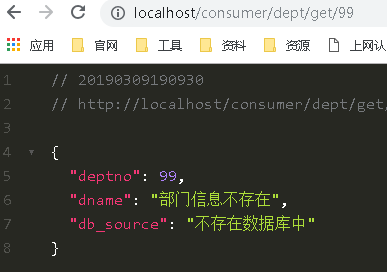 localhost/consumer/dept/get/99
应用 官网 工具 资料 资源 上网认
1 // 20190309190930
2 // http://localhost/consumer/dept/get/
3
4 {
5 "deptno": 99,
6 "dname": "部门信息不存在",
7 "db_source": "不存在数据库中"
8 }